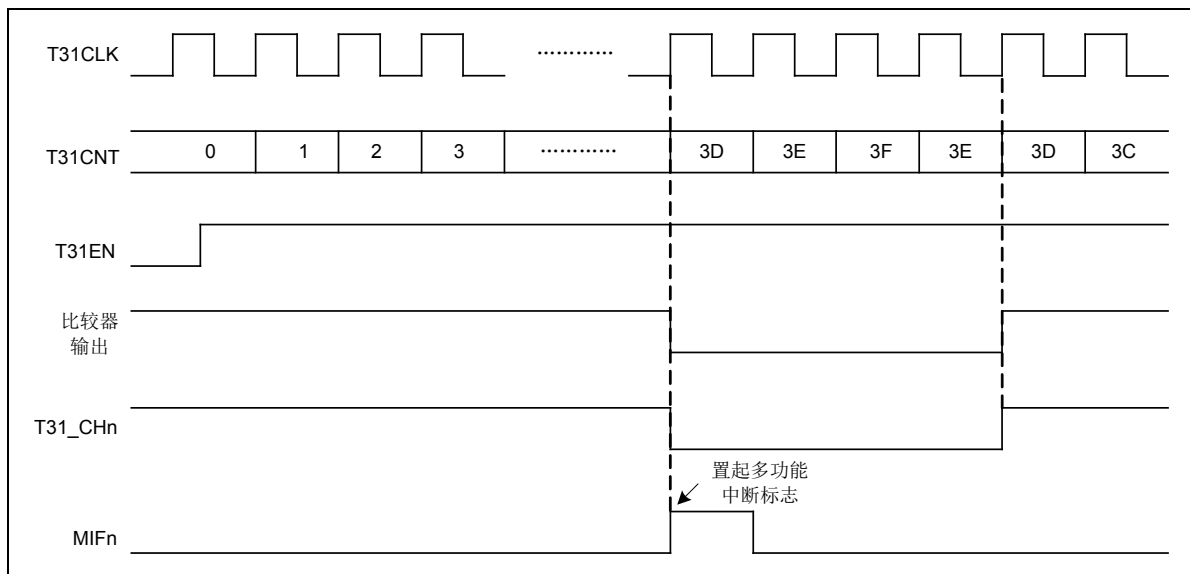 T31CLK
…………
T31CNT 0 1 2 3 ………… 3D 3E 3F 3E 3D 3C
T31EN
比较器
输出
T31_CHn
置起多功能
中断标志
MIFn